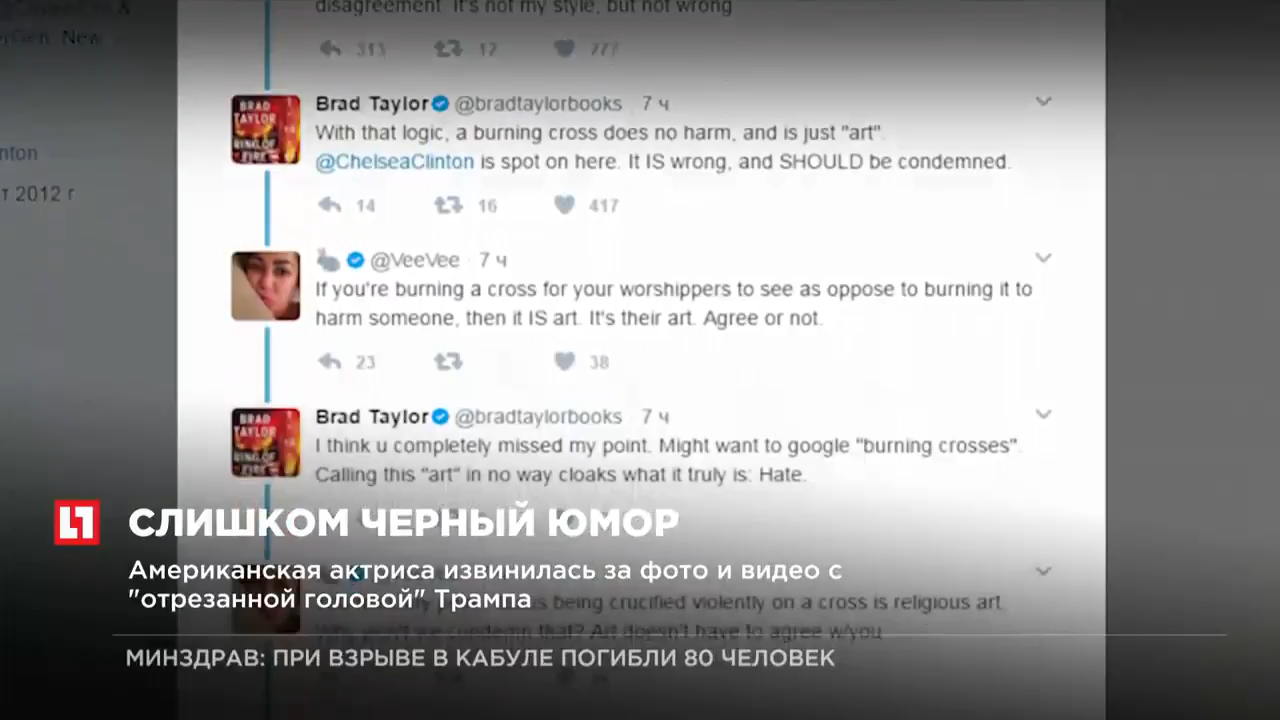 disagreement. It's not my style, but not wrong
313 12 777
Brad Taylor @bradtaylorbooks 7 ч
With that logic, a burning cross does no harm, and is just "art".
@ChelseaClinton is spot on here. It IS wrong, and SHOULD be condemned.
nton
т 2012 г
14 16 417
@VeeVee 7 ч
If you're burning a cross for your worshippers to see as oppose to burning it to
harm someone, then it IS art. It's their art. Agree or not.
23 38
Brad Taylor @bradtaylorbooks 7 ч
I think u completely missed my point. Might want to google "burning crosses".
Calling this "art" in no way cloaks what it truly is: Hate.
СЛИШКОМ ЧЕРНЫЙ ЮМОР
Американская актриса извинилась за фото и видео с
"отрезанной головой" Трампа
being crucified violently on a cross is religious art.
Why won't we condemn that? Art doesn't have to agree w/you
МИНЗДРАВ: ПРИ ВЗРЫВЕ В КАБУЛЕ ПОГИБЛИ 80 ЧЕЛОВЕК